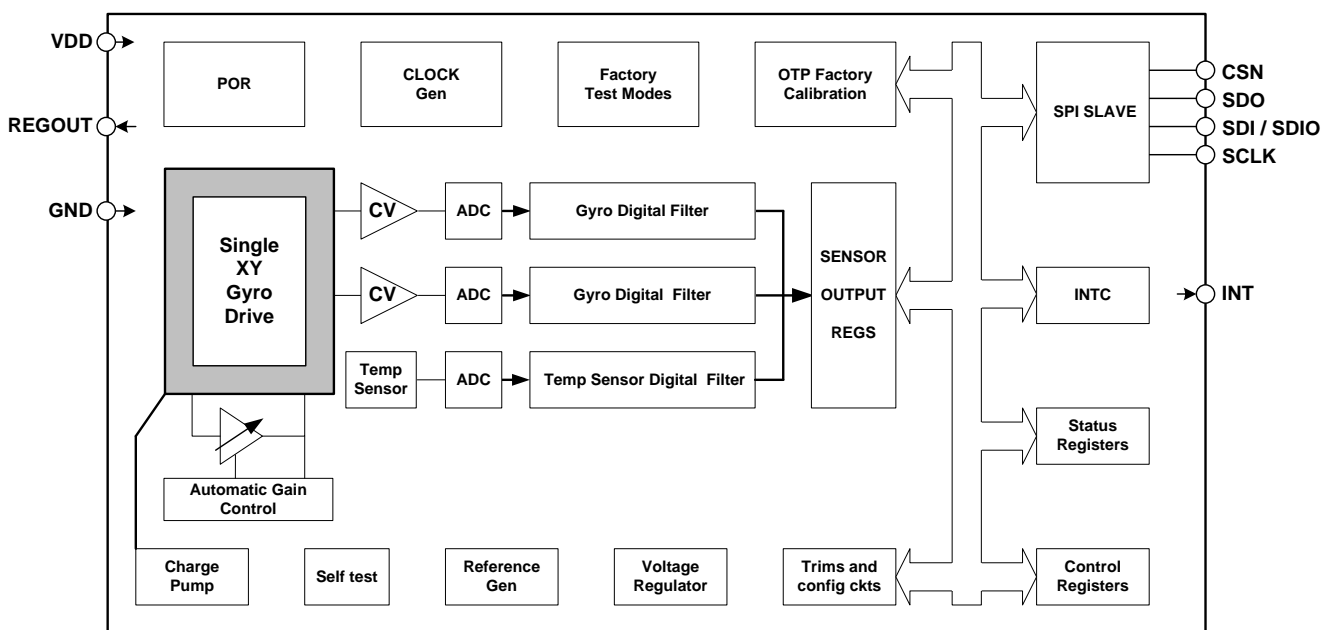 VDD
REGOUT
GND
POR
CLOCK
Gen
Factory
Test Modes
OTP Factory
Calibration
SPI SLAVE
CSN
SDO
SDI / SDIO
SCLK
Single
XY
Gyro
Drive
CV
ADC
Gyro Digital Filter
CV
ADC
Gyro Digital Filter
Temp
Sensor
ADC
Temp Sensor Digital Filter
SENSOR
OUTPUT
REGS
INTC
INT
Status
Registers
Automatic Gain
Control
Charge
Pump
Self test
Reference
Gen
Voltage
Regulator
Trims and
config ckts
Control
Registers